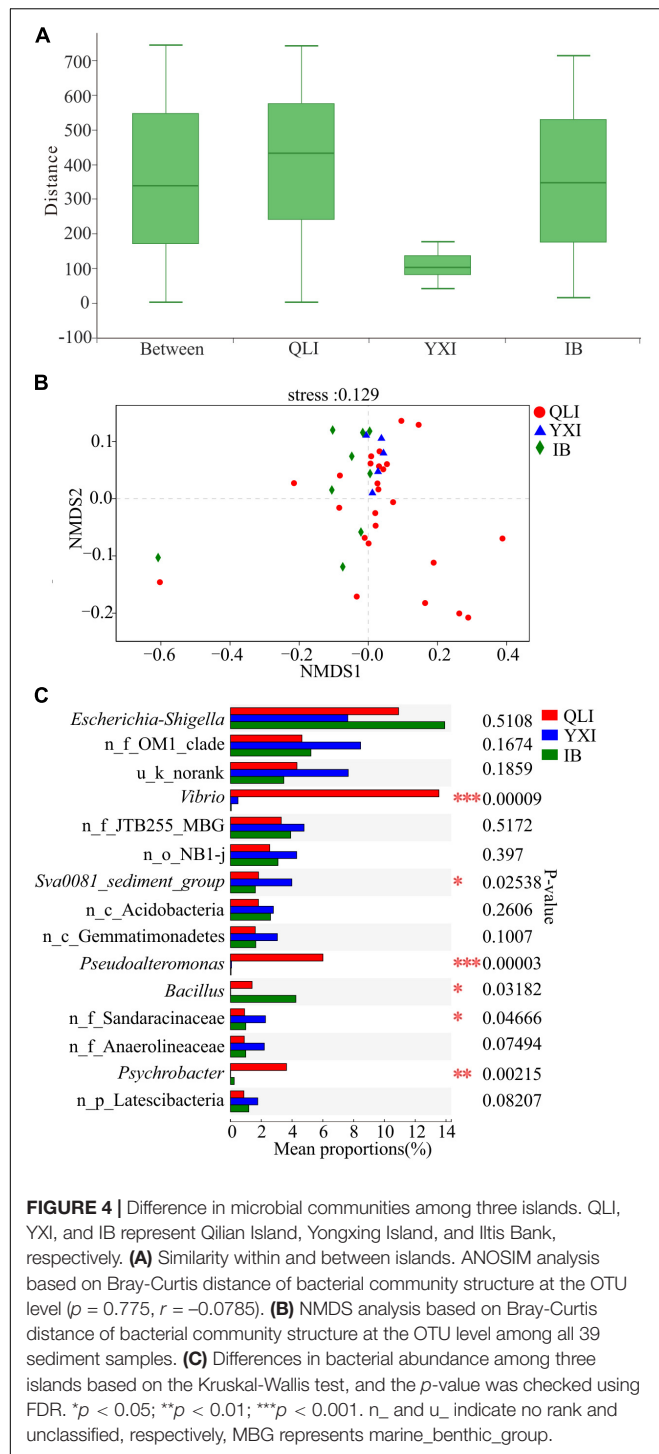 A
700
600
500
400
300
200
100
0
-100
Distance
Between QLI YXI IB
B
stress :0.129
QLI
YXI
IB
0.1
0.0
−0.1
−0.2
NMDS2
−0.6 −0.4 −0.2 −0.0 0.2 0.4
NMDS1
C
QLI
YXI
IB
Escherichia-Shigella 0.5108
n_f_OM1_clade 0.1674
u_k_norank 0.1859
Vibrio ***0.00009
n_f_JTB255_MBG 0.5172
n_o_NB1-j 0.397
Sva0081_sediment_group * 0.02538
n_c_Acidobacteria 0.2606
n_c_Gemmatimonadetes 0.1007
Pseudoalteromonas ***0.00003
Bacillus * 0.03182
n_f_Sandaracinaceae * 0.04666
n_f_Anaerolineaceae 0.07494
Psychrobacter ** 0.00215
n_p_Latescibacteria 0.08207
P-value
0 2 4 6 8 10 12 14
Mean proportions(%)
FIGURE 4 | Difference in microbial communities among three islands. QLI,
YXI, and IB represent Qilian Island, Yongxing Island, and Iltis Bank,
respectively. (A) Similarity within and between islands. ANOSIM analysis
based on Bray-Curtis distance of bacterial community structure at the OTU
level (p = 0.775, r = –0.0785). (B) NMDS analysis based on Bray-Curtis
distance of bacterial community structure at the OTU level among all 39
sediment samples. (C) Differences in bacterial abundance among three
islands based on the Kruskal-Wallis test, and the p-value was checked using
FDR. *p < 0.05; **p < 0.01; ***p < 0.001. n_ and u_ indicate no rank and
unclassified, respectively, MBG represents marine_benthic_group.